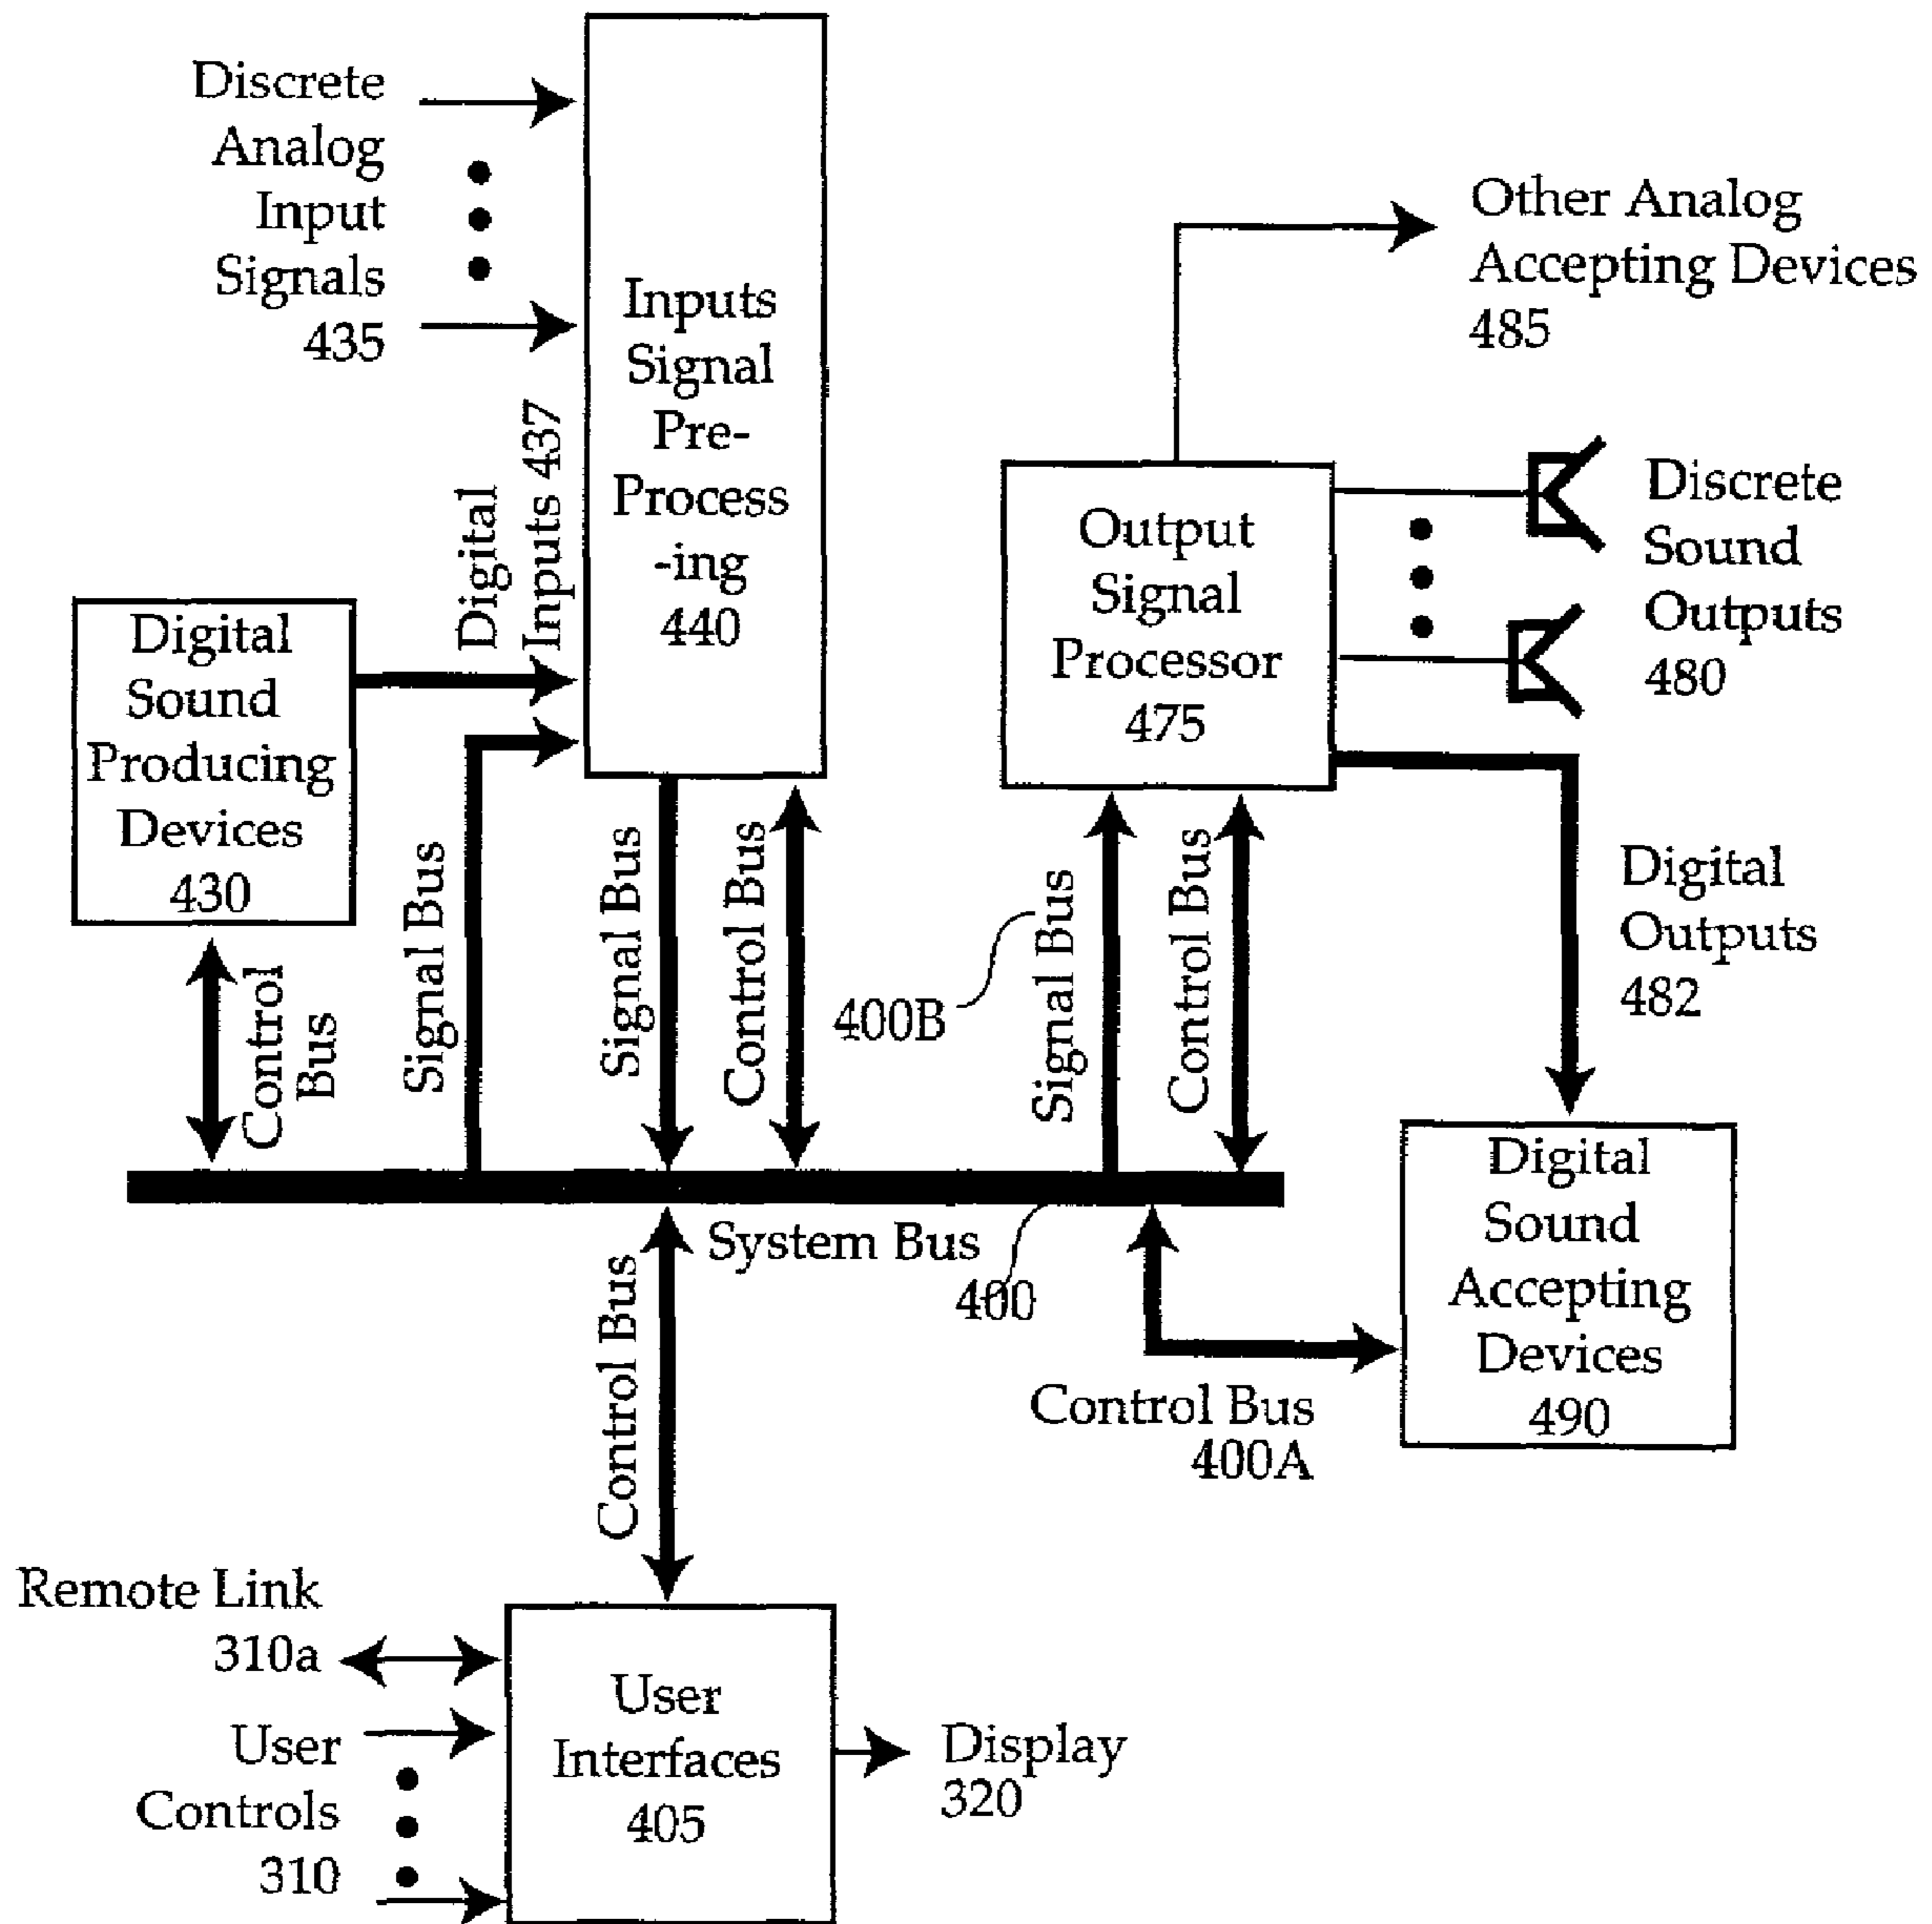 Discrete
Analog
Input
Signals
435
Inputs
Signal
Pre-
Process
-ing
440
Digital
Inputs 437
Digital
Sound
Producing
Devices
430
Other Analog
Accepting Devices
485
Output
Signal
Processor
475
Discrete
Sound
Outputs
480
Digital
Outputs
482
Control
Bus
Signal Bus
Signal Bus
Control Bus
400B
Signal Bus
Control Bus
System Bus
400
Digital
Sound
Accepting
Devices
490
Control Bus
400A
Control Bus
Remote Link
310a
User
Controls
310
User
Interfaces
405
Display
320